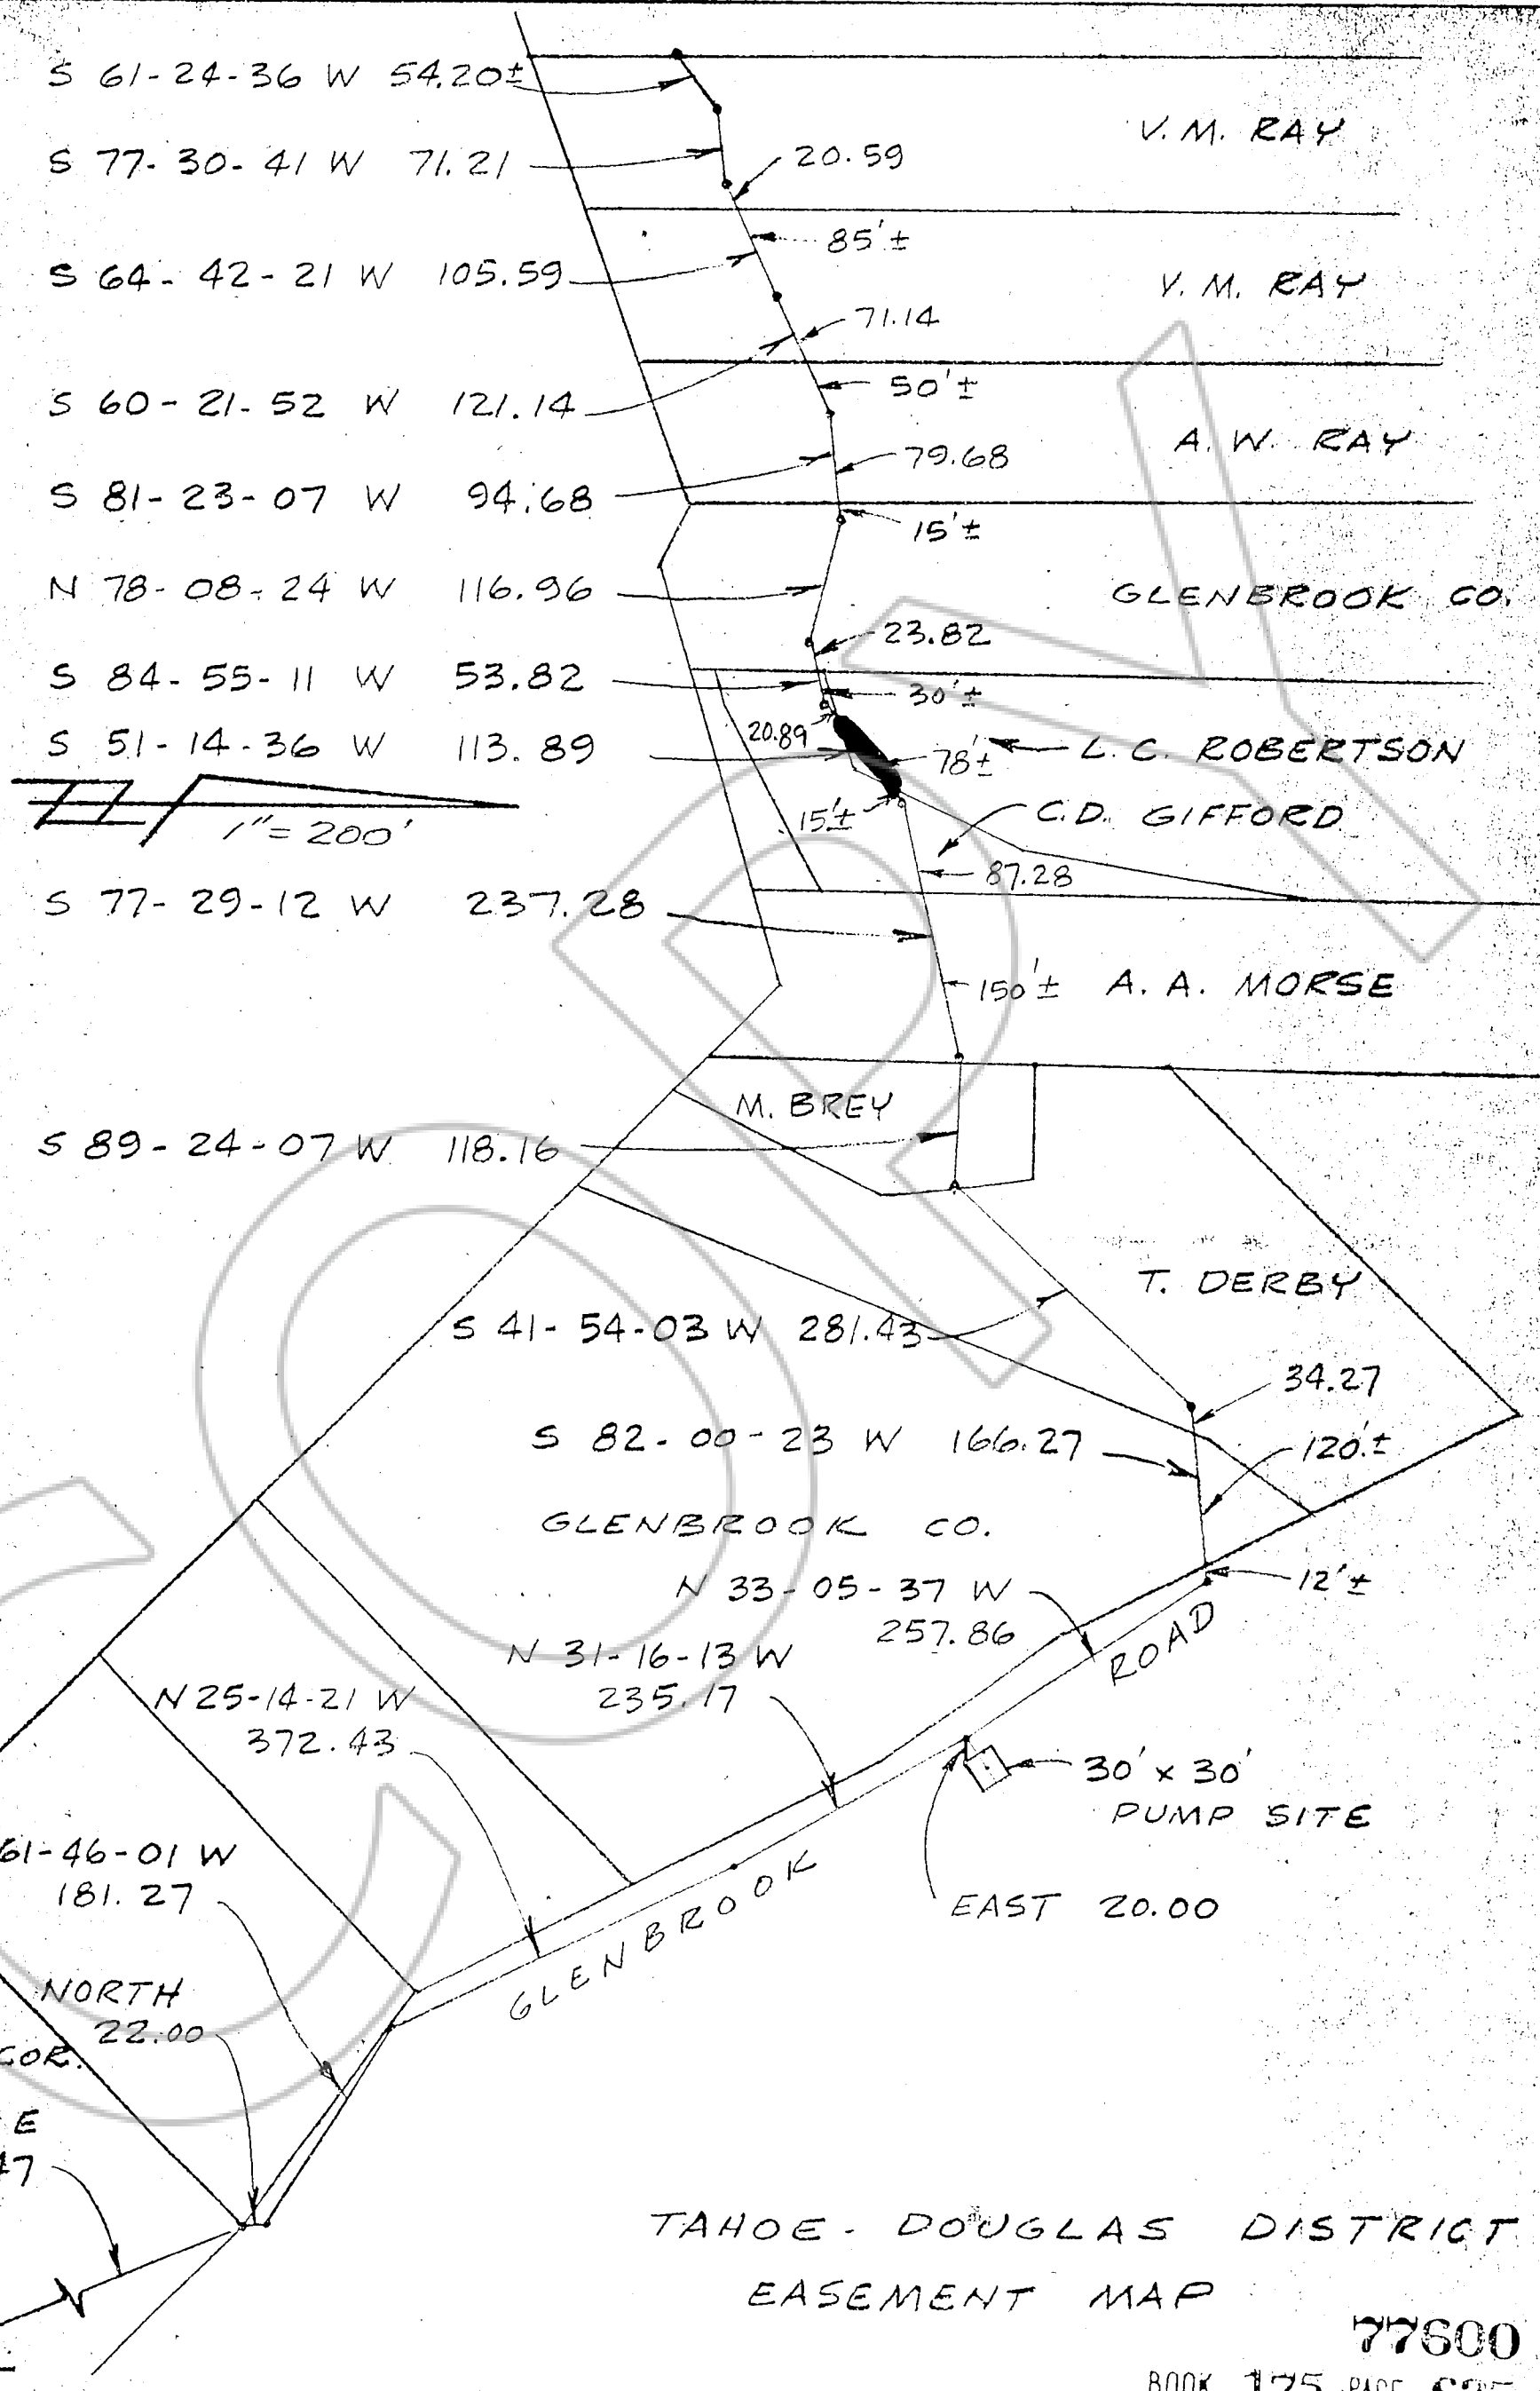 S 61-24-36 W 54.20±
V. M. RAY
S 77-30-41 W 71.21
20.59
85'±
S 64-42-21 W 105.59
V. M. RAY
71.14
50'±
S 60-21-52 W 121.14
A. W. RAY
79.68
S 81-23-07 W 94.68
15'±
N 78-08-24 W 116.96
GLENBROOK CO.
23.82
S 84-55-11 W 53.82
30'±
20.89
S 51-14-36 W 113.89
78'±
L. C. ROBERTSON
15'±
C. D. GIFFORD
1" = 200'
87.28
S 77-29-12 W 237.28
150'± A. A. MORSE
M. BREY
S 89-24-07 W 118.16
T. DERBY
S 41-54-03 W 281.43
34.27
S 82-00-23 W 166.27
120'±
GLENBROOK CO.
12'±
N 33-05-37 W
257.86
ROAD
N 31-16-13 W
235.17
N 25-14-21 W
372.43
30' x 30'
PUMP SITE
61-46-01 W
181.27
GLENBROOK
EAST 20.00
NORTH
22.00
COR.
E
47
TAHOE - DOUGLAS DISTRICT
EASEMENT MAP
77600
BOOK 175 PAGE
COPY